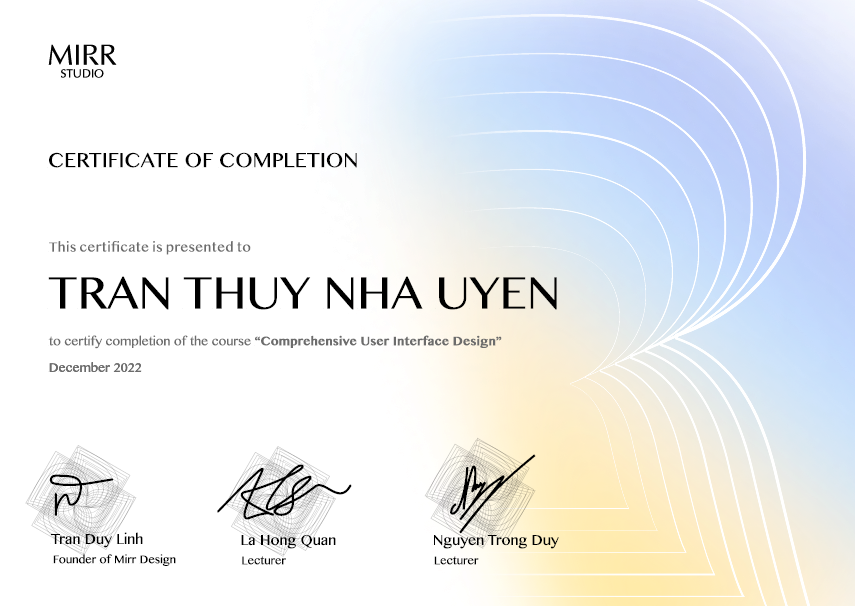 MIRR
STUDIO
CERTIFICATE OF COMPLETION
This certificate is presented to
TRAN THUY NHA UYEN
to certify completion of the course “Comprehensive User Interface Design”
December 2022
Tran Duy Linh
La Hong Quan
Nguyen Trong Duy
Founder of Mirr Design
Lecturer
Lecturer